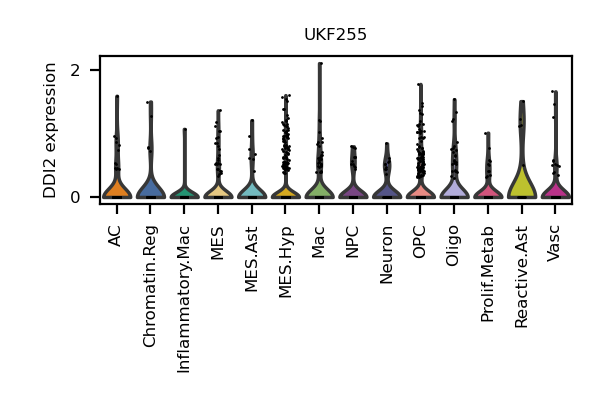 UKF255
DDI2 expression
2
0
AC
Chromatin.Reg
Inflammatory.Mac
MES
MES.Ast
MES.Hyp
Mac
NPC
Neuron
OPC
Oligo
Prolif.Metab
Reactive.Ast
Vasc